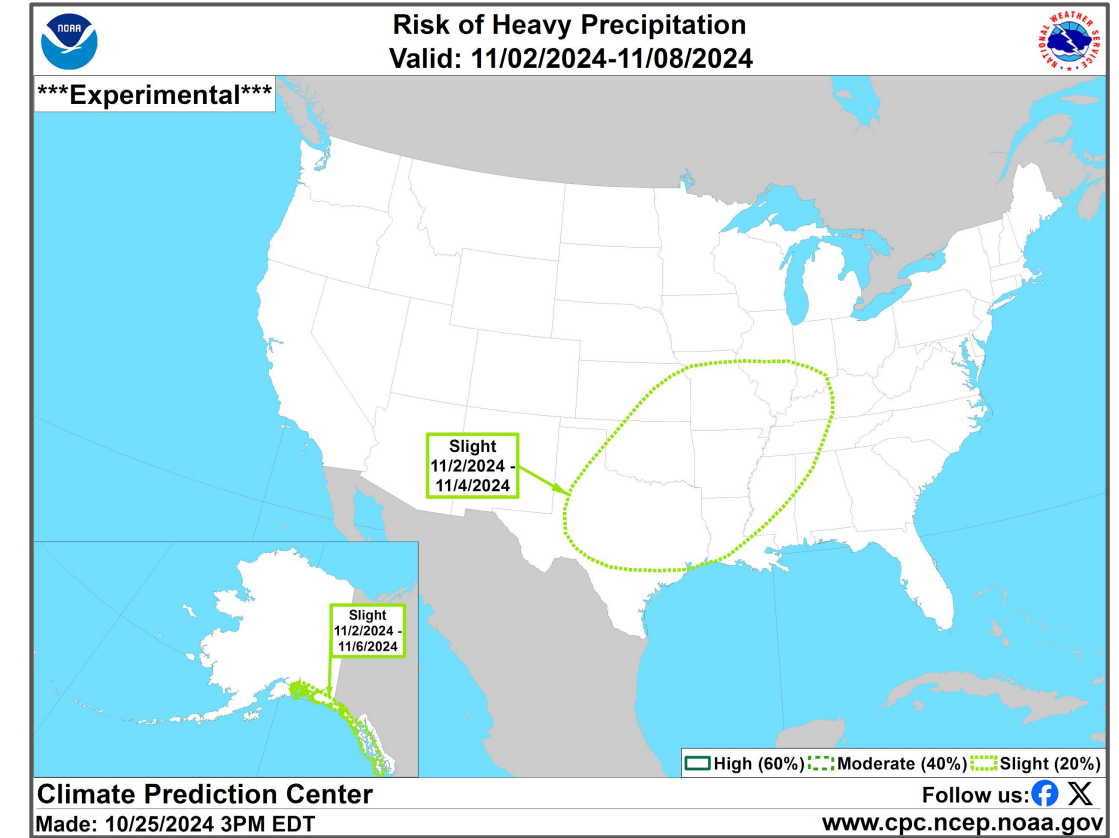 NOAA
Risk of Heavy Precipitation
Valid: 11/02/2024-11/08/2024
NATIONAL WEATHER SERVICE
***Experimental***
Slight
11/2/2024 -
11/4/2024
Slight
11/2/2024 -
11/6/2024
High (60%) Moderate (40%) Slight (20%)
Climate Prediction Center
Follow us:
Made: 10/25/2024 3PM EDT
www.cpc.ncep.noaa.gov